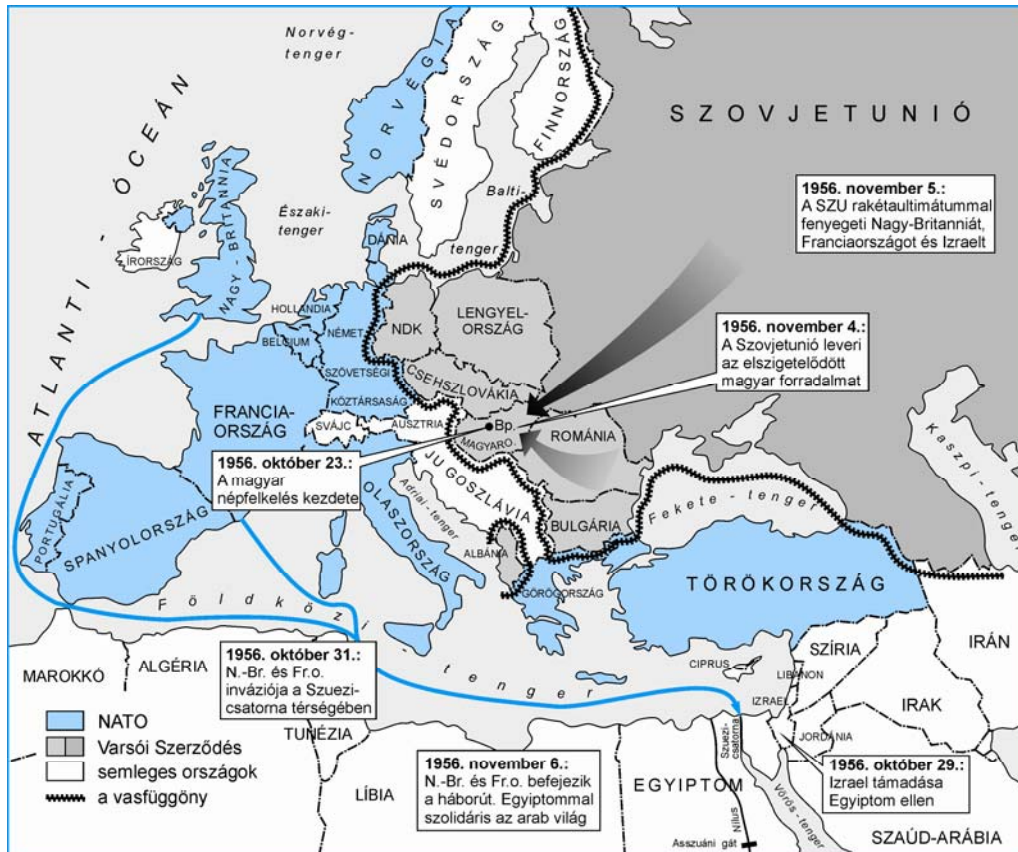 Norvég-
tenger
ATLANTI - ÓCEÁN
NORVÉGIA
SVÉDORSZÁG
FINNORSZÁG
SZOVJETUNIÓ
1956. november 5.:
A SZU rakétaultimátummal
fenyegeti Nagy-Britanniát,
Franciaországot és Izraelt
Északi-
tenger
Balti-
tenger
DÁNIA
ÍRORSZÁG
NAGY-BRITANNIA
HOLLANDIA
BELGIUM
NÉMET
SZÖVETSÉGI
KÖZTÁRSASÁG
NDK
LENGYEL-
ORSZÁG
1956. november 4.:
A Szovjetunió leveri
az elszigetelődött
magyar forradalmat
CSEHSZLOVÁKIA
FRANCIA-
ORSZÁG
SVÁJC
AUSZTRIA
Bp.
MAGYARO.
ROMÁNIA
1956. október 23.:
A magyar
népfelkelés kezdete
JUGOSZLÁVIA
OLASZORSZÁG
Adriai-tenger
BULGÁRIA
Fekete-tenger
Kaszpi-tenger
PORTUGÁLIA
SPANYOLORSZÁG
ALBÁNIA
GÖRÖGORSZÁG
TÖRÖKORSZÁG
Földközi-tenger
CIPRUS
SZÍRIA
LIBANON
IZRAEL
IRÁN
IRAK
JORDÁNIA
MAROKKÓ
ALGÉRIA
1956. október 31.:
N.-Br. és Fr.o.
inváziója a Szuezi-
csatorna térségében
TUNÉZIA
NATO
Varsói Szerződés
semleges országok
a vasfüggöny
LÍBIA
1956. november 6.:
N.-Br. és Fr.o. befejezik
a háborút. Egyiptommal
szolidáris az arab világ
Szuezi-
csatorna
EGYIPTOM
Nílus
Asszuáni gát
Vörös-tenger
1956. október 29.:
Izrael támadása
Egyiptom ellen
SZAÚD-ARÁBIA